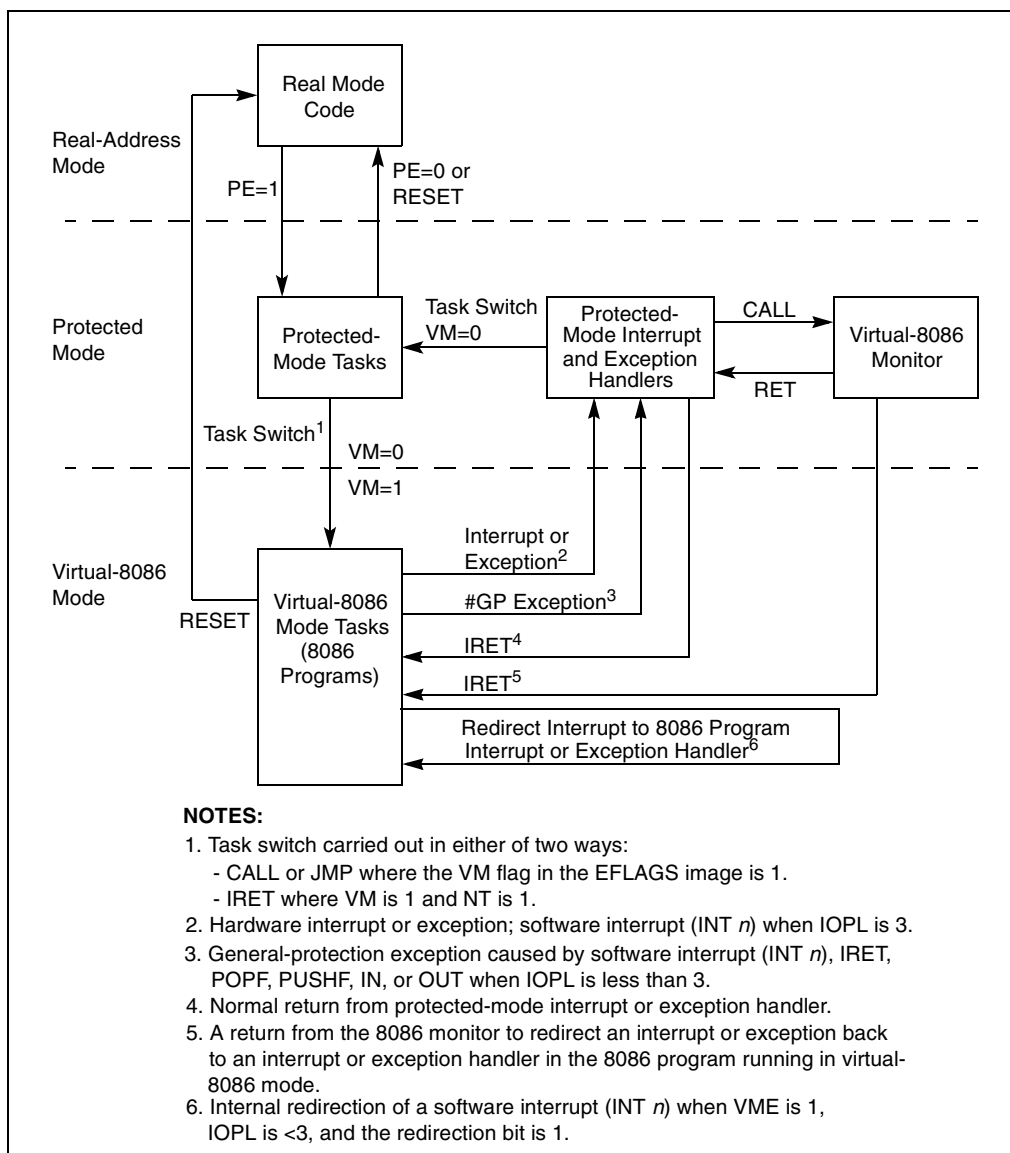 Real Mode
Code
Real-Address
Mode
PE=1
PE=0 or
RESET
Protected
Mode
Protected-
Mode Tasks
Task Switch
VM=0
Protected-
Mode Interrupt
and Exception
Handlers
CALL
RET
Virtual-8086
Monitor
Task Switch1
VM=0
VM=1
Virtual-8086
Mode
RESET
Virtual-8086
Mode Tasks
(8086
Programs)
Interrupt or
Exception2
#GP Exception3
IRET4
IRET5
Redirect Interrupt to 8086 Program
Interrupt or Exception Handler6
NOTES:
1. Task switch carried out in either of two ways:
- CALL or JMP where the VM flag in the EFLAGS image is 1.
- IRET where VM is 1 and NT is 1.
2. Hardware interrupt or exception; software interrupt (INT n) when IOPL is 3.
3. General-protection exception caused by software interrupt (INT n), IRET,
POPF, PUSHF, IN, or OUT when IOPL is less than 3.
4. Normal return from protected-mode interrupt or exception handler.
5. A return from the 8086 monitor to redirect an interrupt or exception back
to an interrupt or exception handler in the 8086 program running in virtual-
8086 mode.
6. Internal redirection of a software interrupt (INT n) when VME is 1,
IOPL is <3, and the redirection bit is 1.